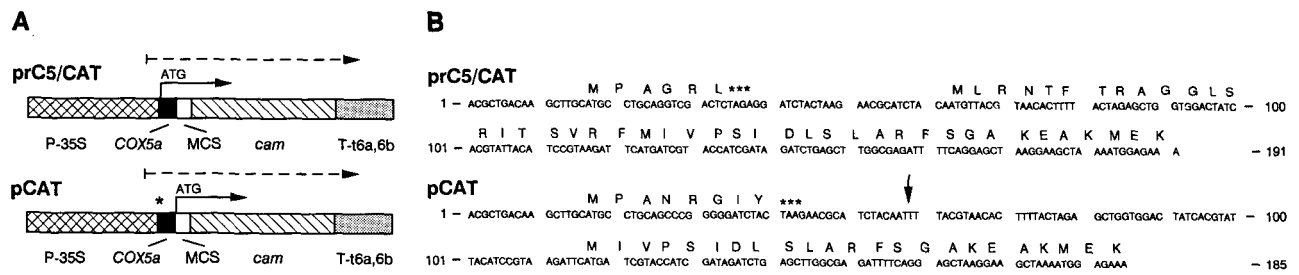 A
prC5/CAT
ATG
P-35S COX5a MCS cam T-t6a,6b
pCAT
* ATG
P-35S COX5a MCS cam T-t6a,6b
B
prC5/CAT
M P A G R L *** M L R N T F T R A G G L S
1 – ACGCTGACAA GCTTGCATGC CTGCAGGTCG ACTCTAGAGG ATCTACTAAG AACGCATCTA CAATGTTACG TAACACTTTT ACTAGAGCTG GTGGACTATC – 100
R I T S V R F M I V P S I D L S L A R F S G A K E A K M E K
101 – ACGTATTACA TCCGTAAGAT TCATGATCGT ACCATCGATA GATCTGAGCT TGGCGAGATT TTCAGGAGCT AAGGAAGCTA AAATGGAGAA A – 191
pCAT
M P A N R G I Y ***
1 – ACGCTGACAA GCTTGCATGC CTGCAGCCCG GGGGATCTAC TAAGAACGCA TCTACAATTT TACGTAACAC TTTTACTAGA GCTGGTGGAC TATCACGTAT – 100
M I V P S I D L S L A R F S G A K E A K M E K
101 – TACATCCGTA AGATTCATGA TCGTACCATC GATAGATCTG AGCTTGGCGA GATTTTCAGG AGCTAAGGAA GCTAAAATGG AGAAA – 185